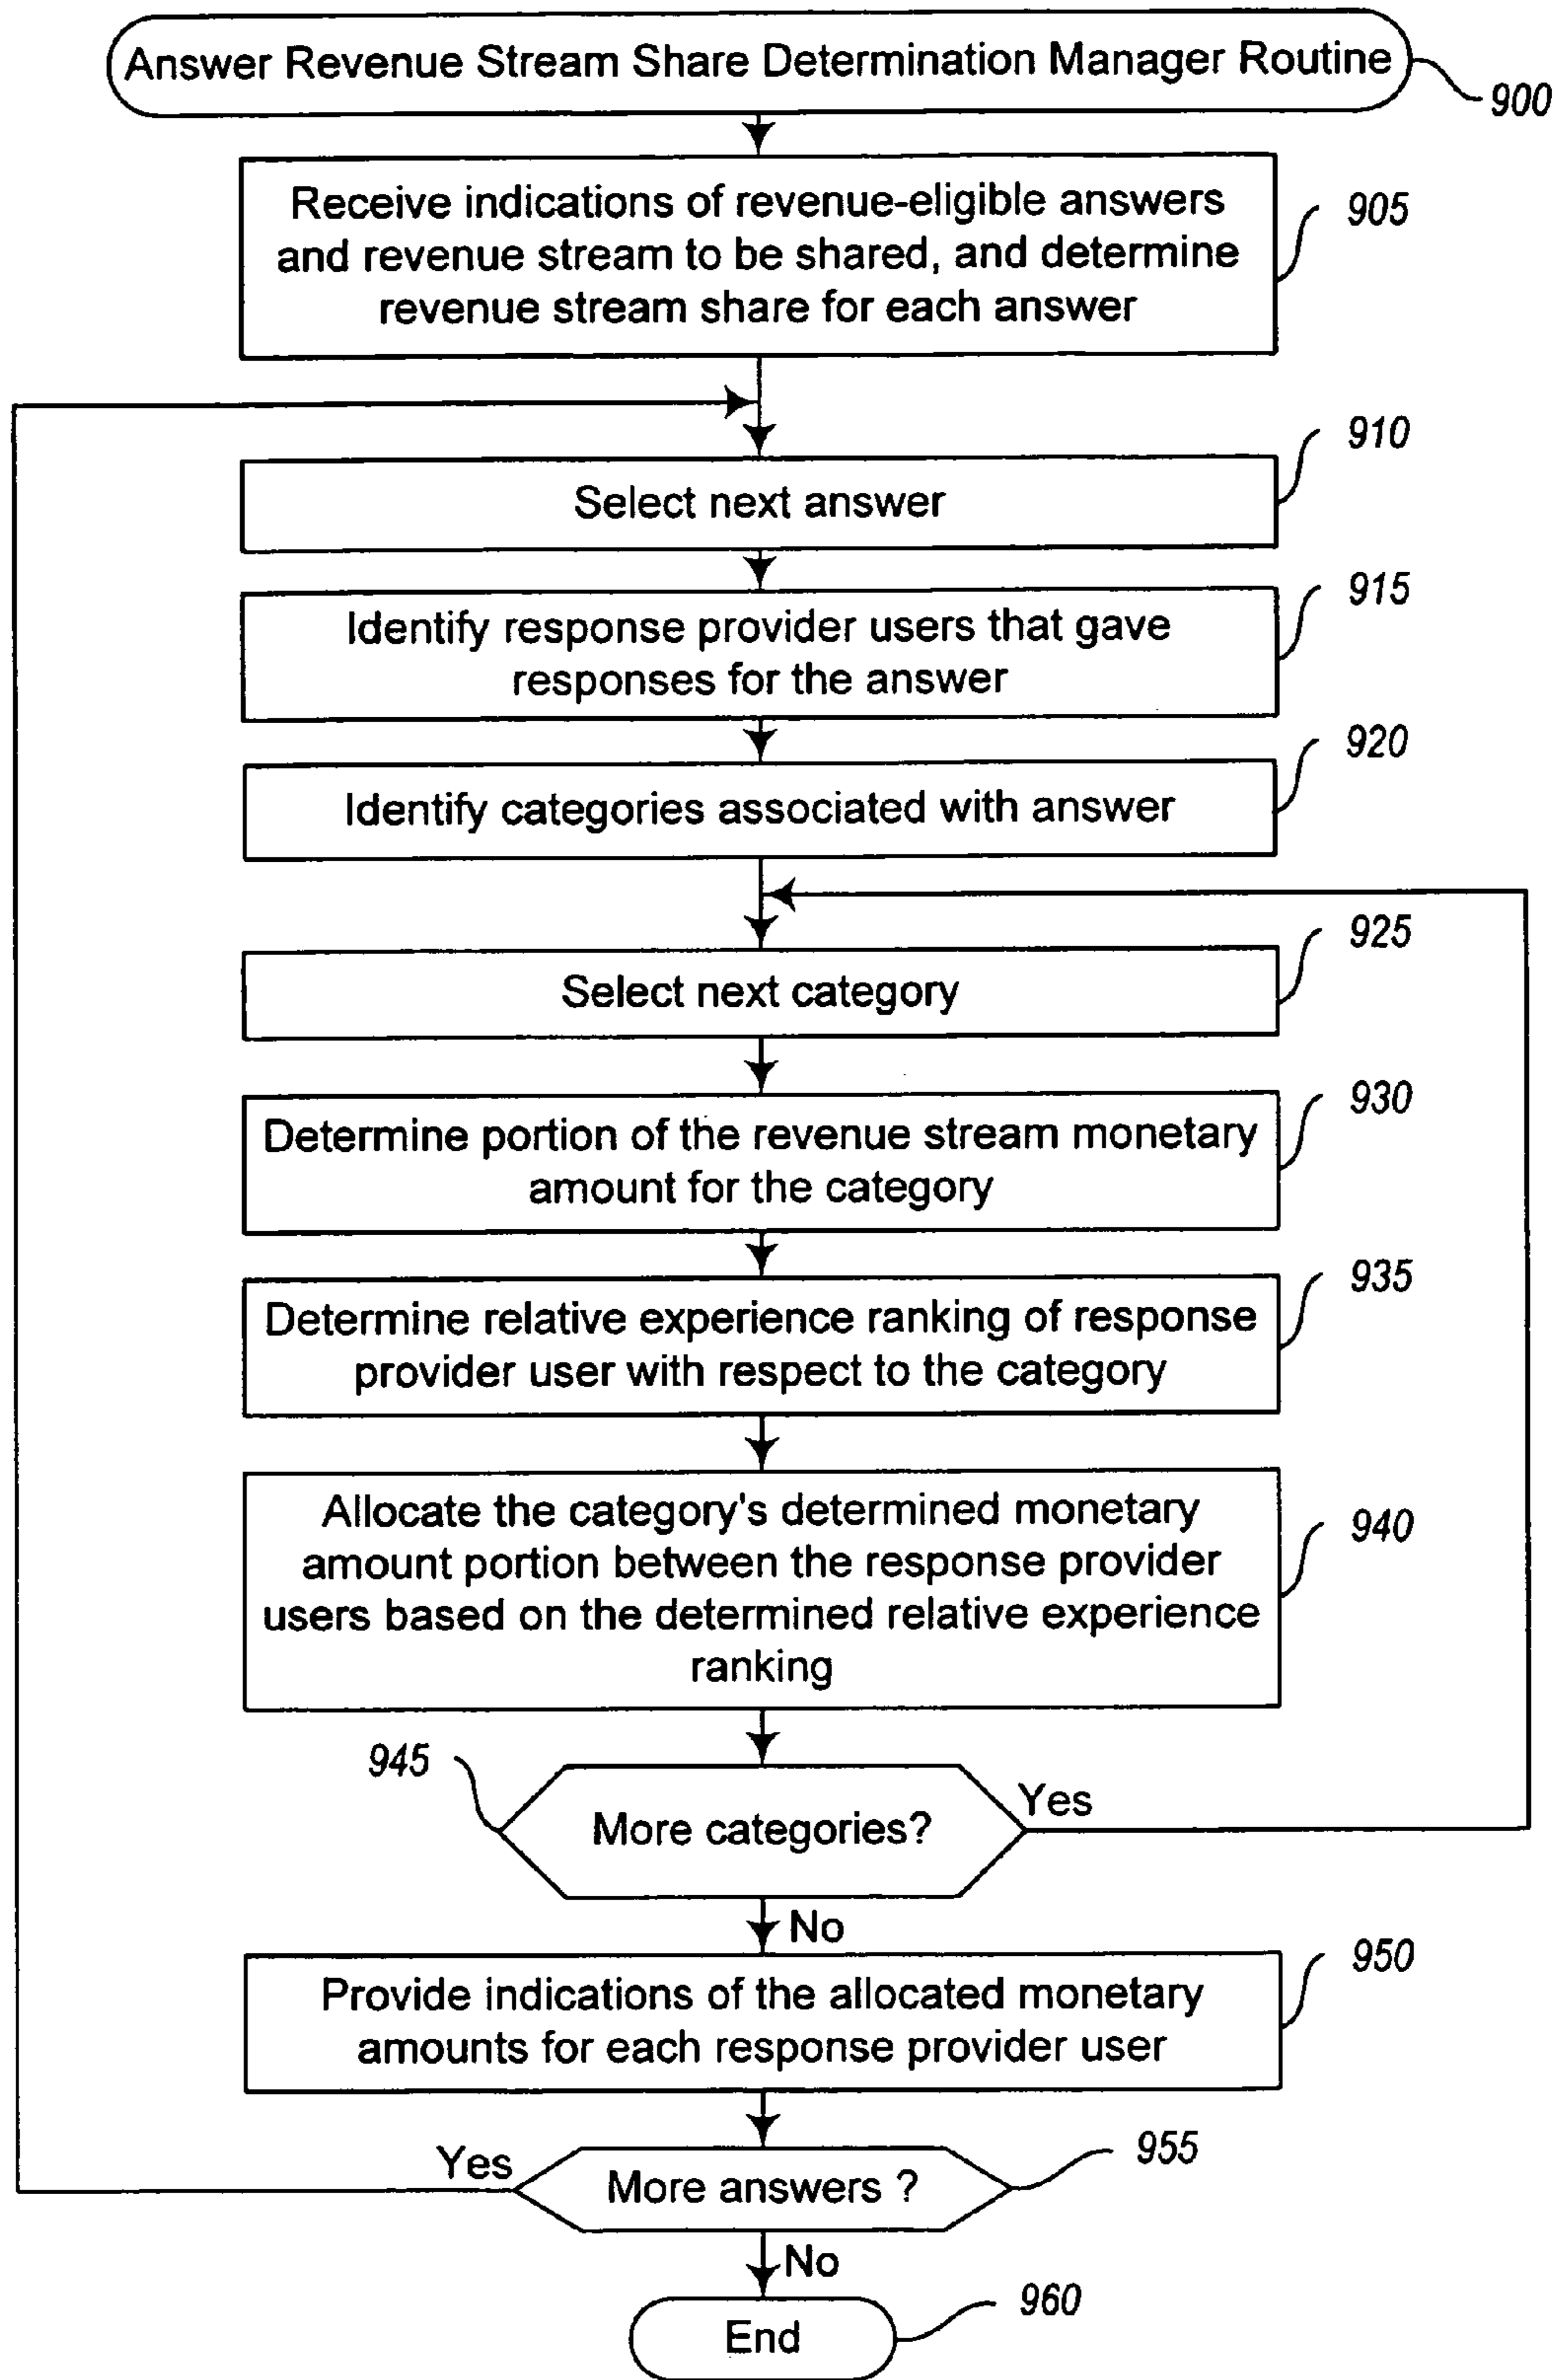 Answer Revenue Stream Share Determination Manager Routine
900
Receive indications of revenue-eligible answers
and revenue stream to be shared, and determine
revenue stream share for each answer
905
910
Select next answer
915
Identify response provider users that gave
responses for the answer
920
Identify categories associated with answer
925
Select next category
930
Determine portion of the revenue stream monetary
amount for the category
935
Determine relative experience ranking of response
provider user with respect to the category
Allocate the category's determined monetary
amount portion between the response provider
users based on the determined relative experience
ranking
940
945
More categories?
Yes
No
950
Provide indications of the allocated monetary
amounts for each response provider user
955
Yes
More answers ?
No
960
End